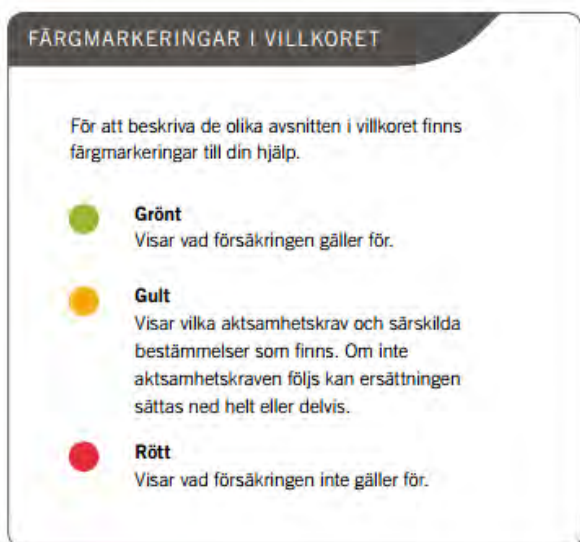 FÄRGMARKERINGAR I VILLKORET
För att beskriva de olika avsnitten i villkoret finns
färgmarkeringar till din hjälp.
Grönt
Visar vad försäkringen gäller för.
Gult
Visar vilka aktsamhetskrav och särskilda
bestämmelser som finns. Om inte
aktsamhetskraven följs kan ersättningen
sättas ned helt eller delvis.
Rött
Visar vad försäkringen inte gäller för.